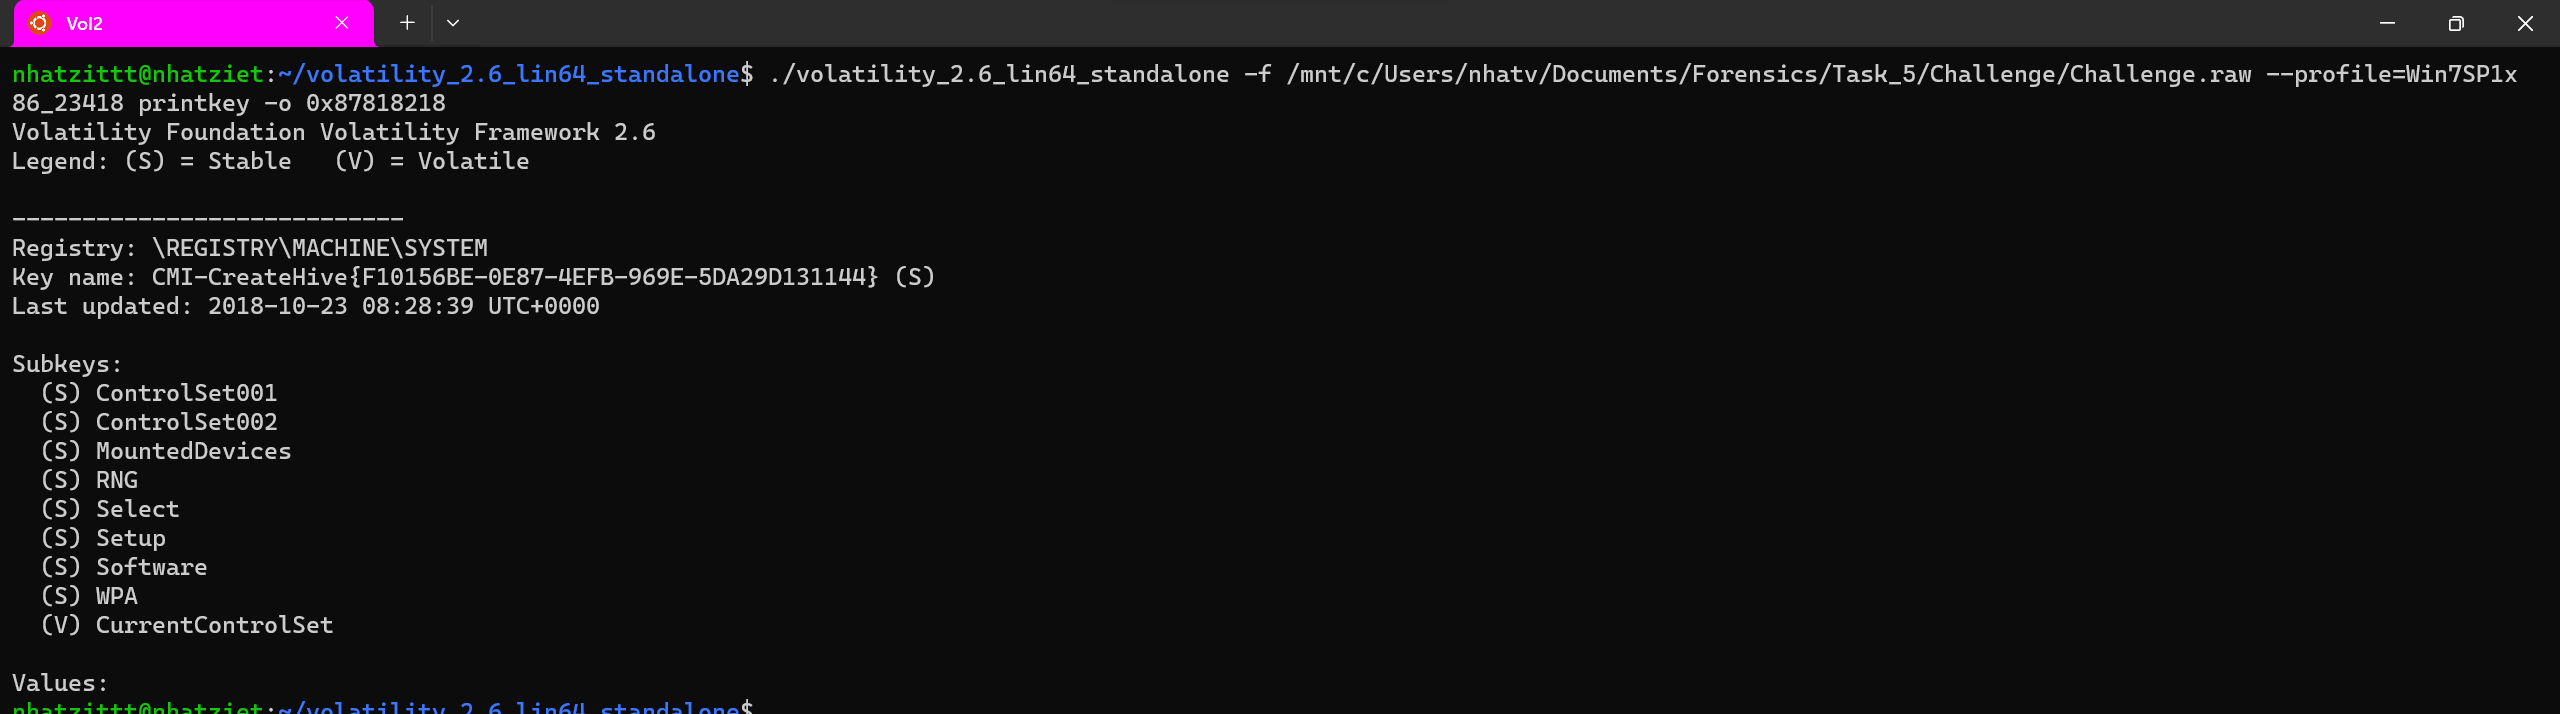 Vol2
nhatzittt@nhatziet:~/volatility_2.6_lin64_standalone$ ./volatility_2.6_lin64_standalone -f /mnt/c/Users/nhatv/Documents/Forensics/Task_5/Challenge/Challenge.raw --profile=Win7SP1x
86_23418 printkey -o 0x87818218
Volatility Foundation Volatility Framework 2.6
Legend: (S) = Stable   (V) = Volatile

----------------------------
Registry: \REGISTRY\MACHINE\SYSTEM
Key name: CMI-CreateHive{F10156BE-0E87-4EFB-969E-5DA29D131144} (S)
Last updated: 2018-10-23 08:28:39 UTC+0000

Subkeys:
  (S) ControlSet001
  (S) ControlSet002
  (S) MountedDevices
  (S) RNG
  (S) Select
  (S) Setup
  (S) Software
  (S) WPA
  (V) CurrentControlSet

Values:
nhatzittt@nhatziet:~/volatility_2.6_lin64_standalone$